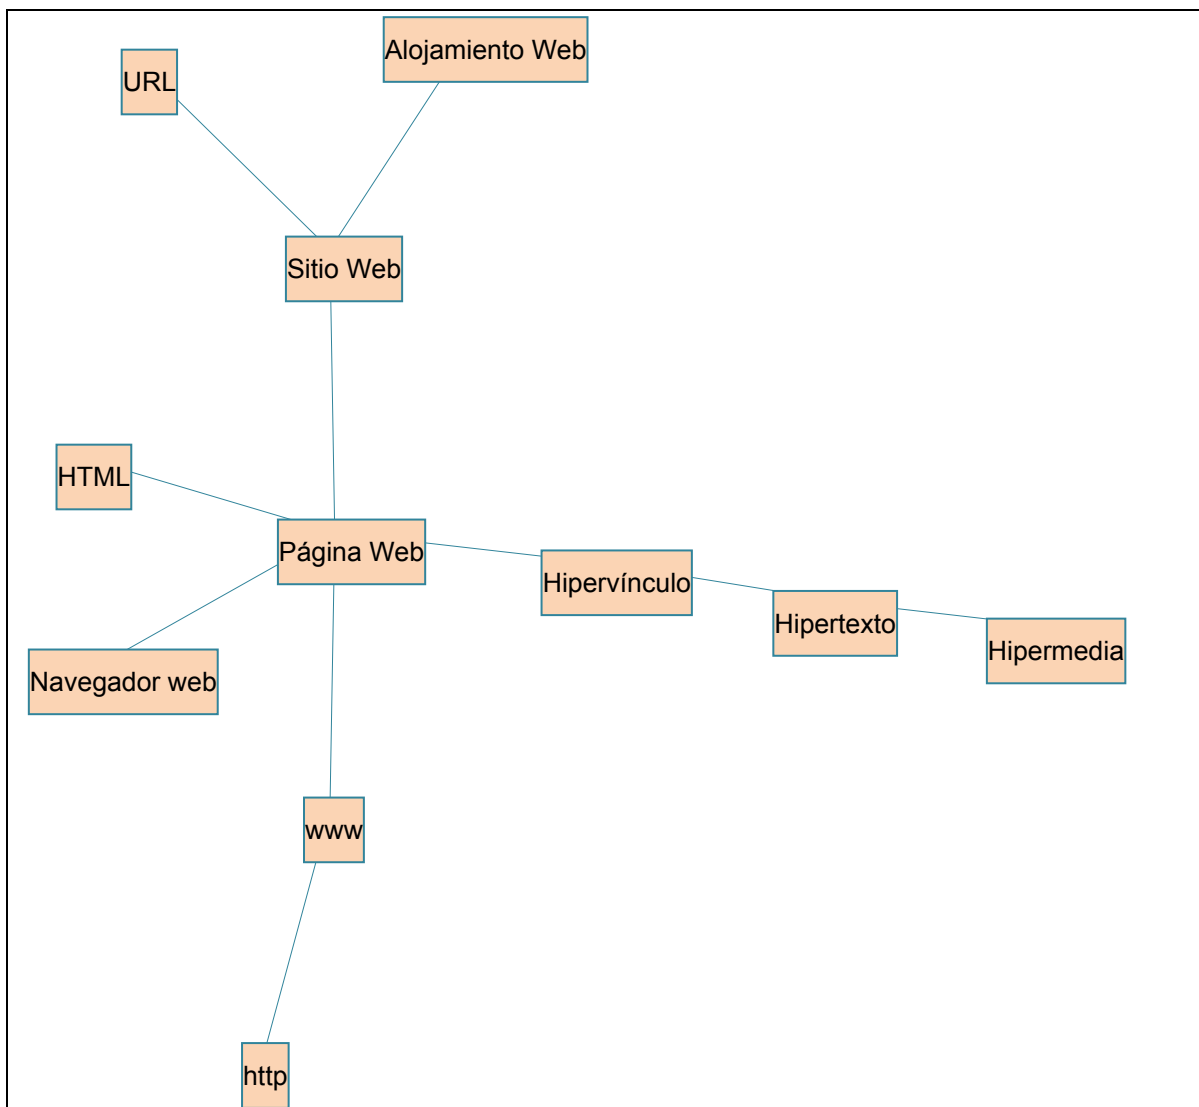 Alojamiento Web
URL
Sitio Web
HTML
Página Web
Hipervínculo
Hipertexto
Hipermedia
Navegador web
www
http